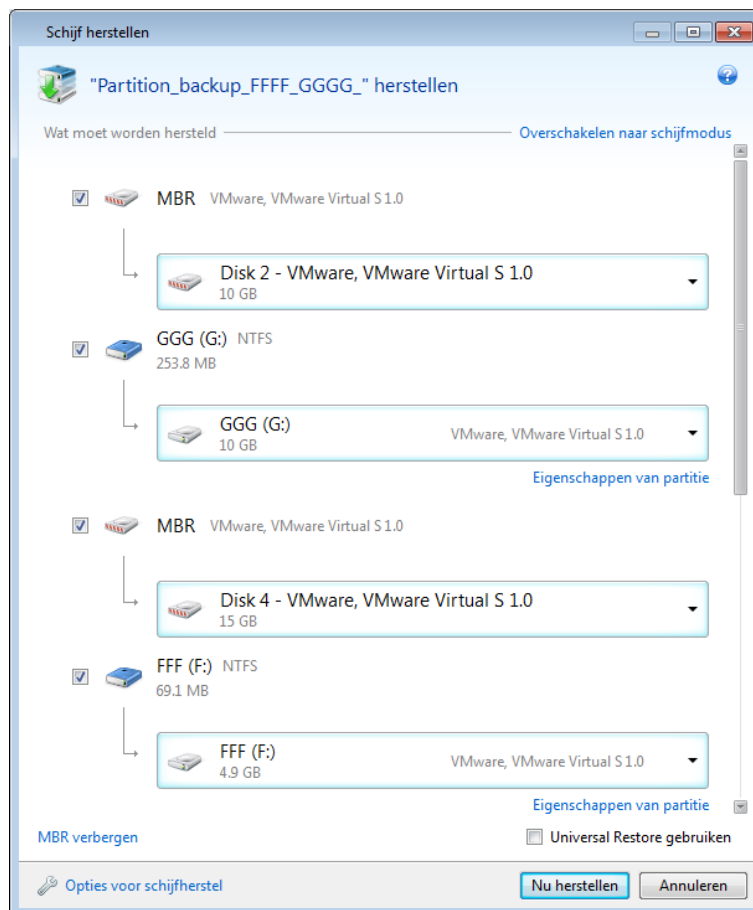 Schijf herstellen
"Partition_backup_FFFF_GGGG_" herstellen
Wat moet worden hersteld Overschakelen naar schijfmodus
MBR VMware, VMware Virtual S 1.0
Disk 2 - VMware, VMware Virtual S 1.0
10 GB
GGG (G:) NTFS
253.8 MB
GGG (G:) VMware, VMware Virtual S 1.0
10 GB
Eigenschappen van partitie
MBR VMware, VMware Virtual S 1.0
Disk 4 - VMware, VMware Virtual S 1.0
15 GB
FFF (F:) NTFS
69.1 MB
FFF (F:) VMware, VMware Virtual S 1.0
4.9 GB
Eigenschappen van partitie
MBR verbergen Universal Restore gebruiken
Opties voor schijfherstel Nu herstellen Annuleren